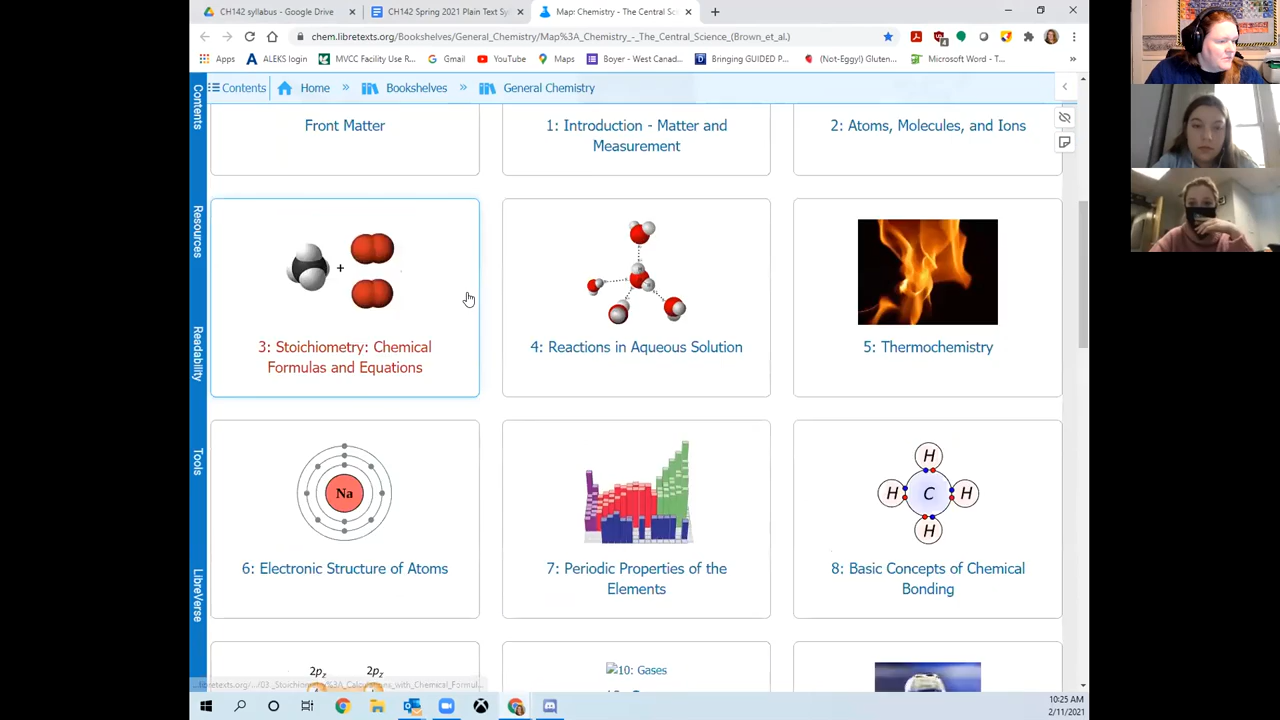 CH142 syllabus - Google Drive
CH142 Spring 2021 Plain Text Sy
Map: Chemistry - The Central Sc
chem.libretexts.org/Bookshelves/General_Chemistry/Map%3A_Chemistry_-_The_Central_Science_(Brown_et_al.)
Apps
ALEKS login
MVCC Facility Use R...
Gmail
YouTube
Maps
Boyer - West Canad...
Bringing GUIDED P...
(Not-Eggy!) Gluten...
Microsoft Word - T...
Contents
Home
Bookshelves
General Chemistry
Contents
Resources
Readability
Tools
LibreVerse
Front Matter
1: Introduction - Matter and
Measurement
2: Atoms, Molecules, and Ions
+
3: Stoichiometry: Chemical
Formulas and Equations
4: Reactions in Aqueous Solution
5: Thermochemistry
Na
6: Electronic Structure of Atoms
7: Periodic Properties of the
Elements
H
H C H
H
8: Basic Concepts of Chemical
Bonding
2pz 2pz
10: Gases
10:25 AM
2/11/2021